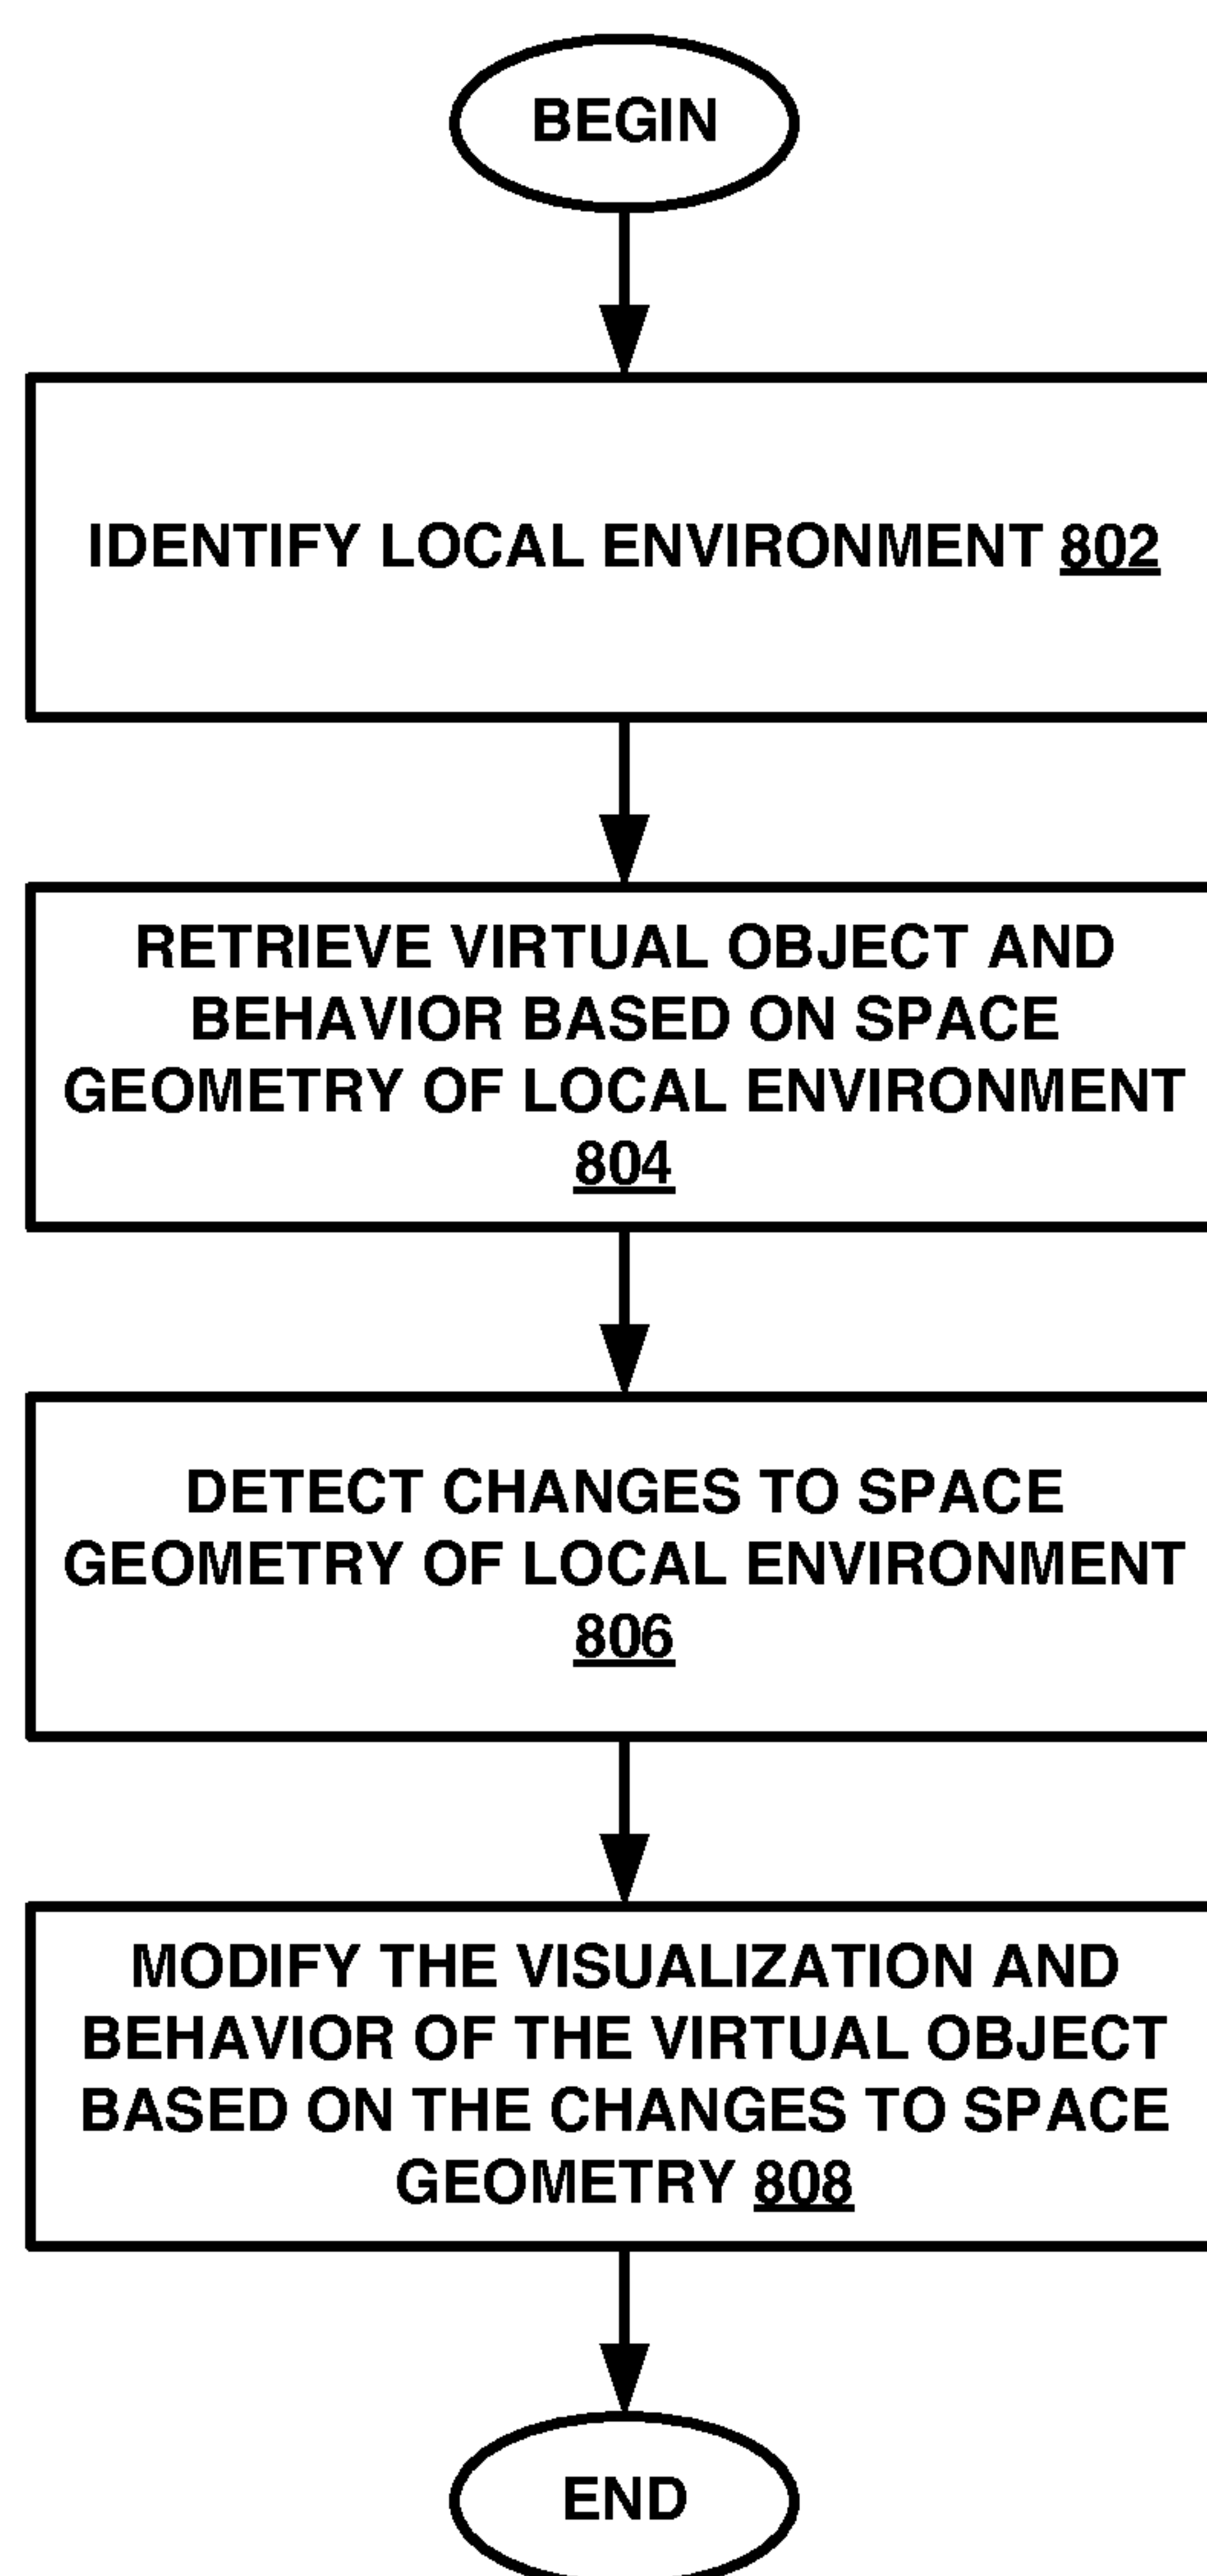 BEGIN
IDENTIFY LOCAL ENVIRONMENT 802
RETRIEVE VIRTUAL OBJECT AND
BEHAVIOR BASED ON SPACE
GEOMETRY OF LOCAL ENVIRONMENT
804
DETECT CHANGES TO SPACE
GEOMETRY OF LOCAL ENVIRONMENT
806
MODIFY THE VISUALIZATION AND
BEHAVIOR OF THE VIRTUAL OBJECT
BASED ON THE CHANGES TO SPACE
GEOMETRY 808
END